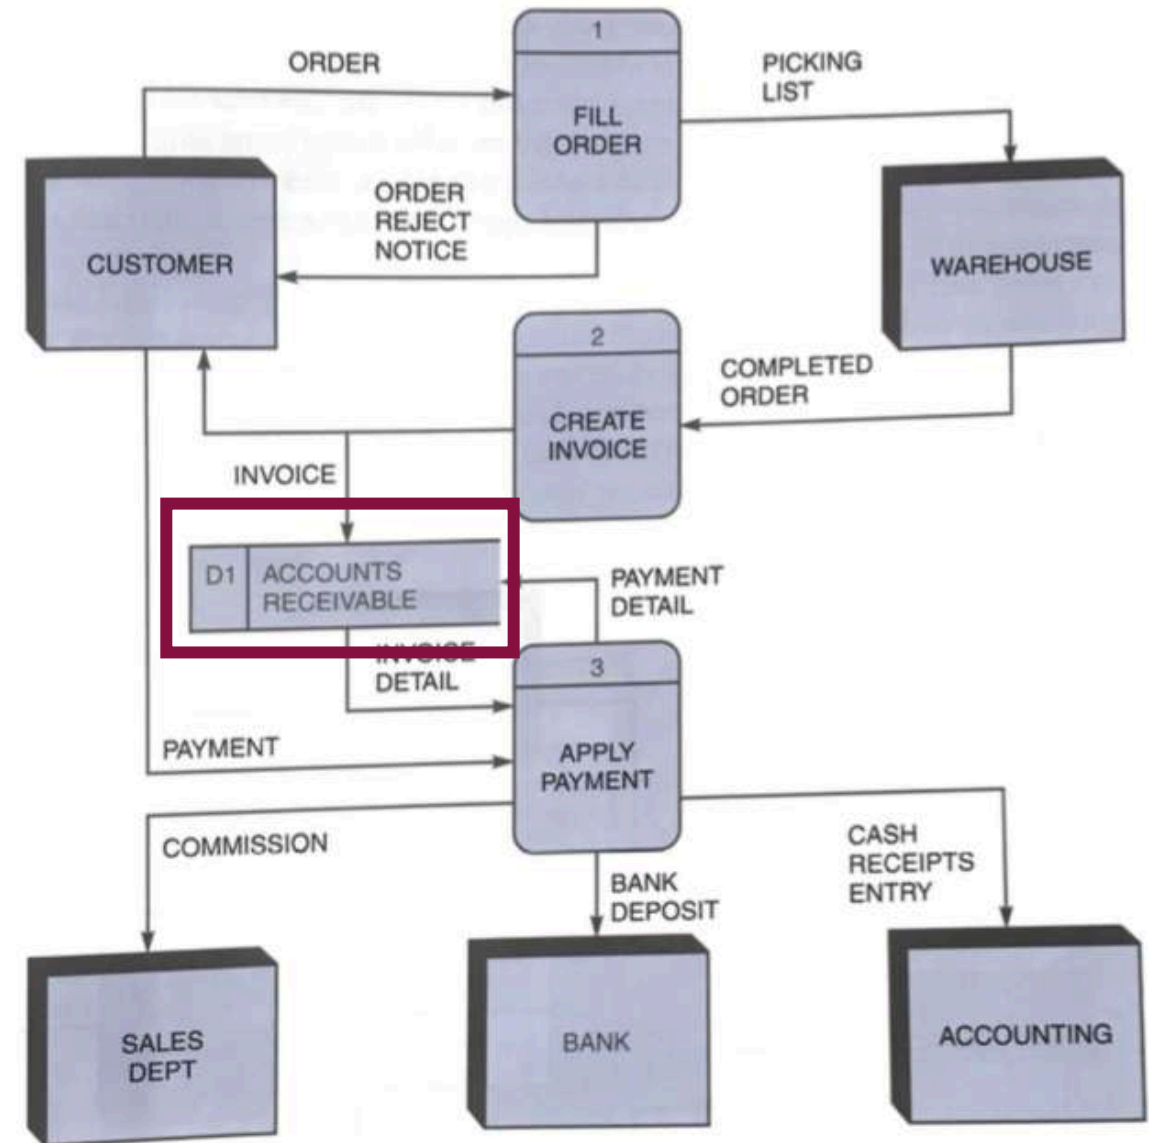 1
ORDER
PICKING
LIST
FILL
ORDER
ORDER
REJECT
NOTICE
CUSTOMER
WAREHOUSE
2
COMPLETED
ORDER
CREATE
INVOICE
INVOICE
D1
ACCOUNTS
RECEIVABLE
PAYMENT
DETAIL
INVOICE
DETAIL
3
PAYMENT
APPLY
PAYMENT
COMMISSION
CASH
RECEIPTS
ENTRY
BANK
DEPOSIT
SALES
DEPT
BANK
ACCOUNTING